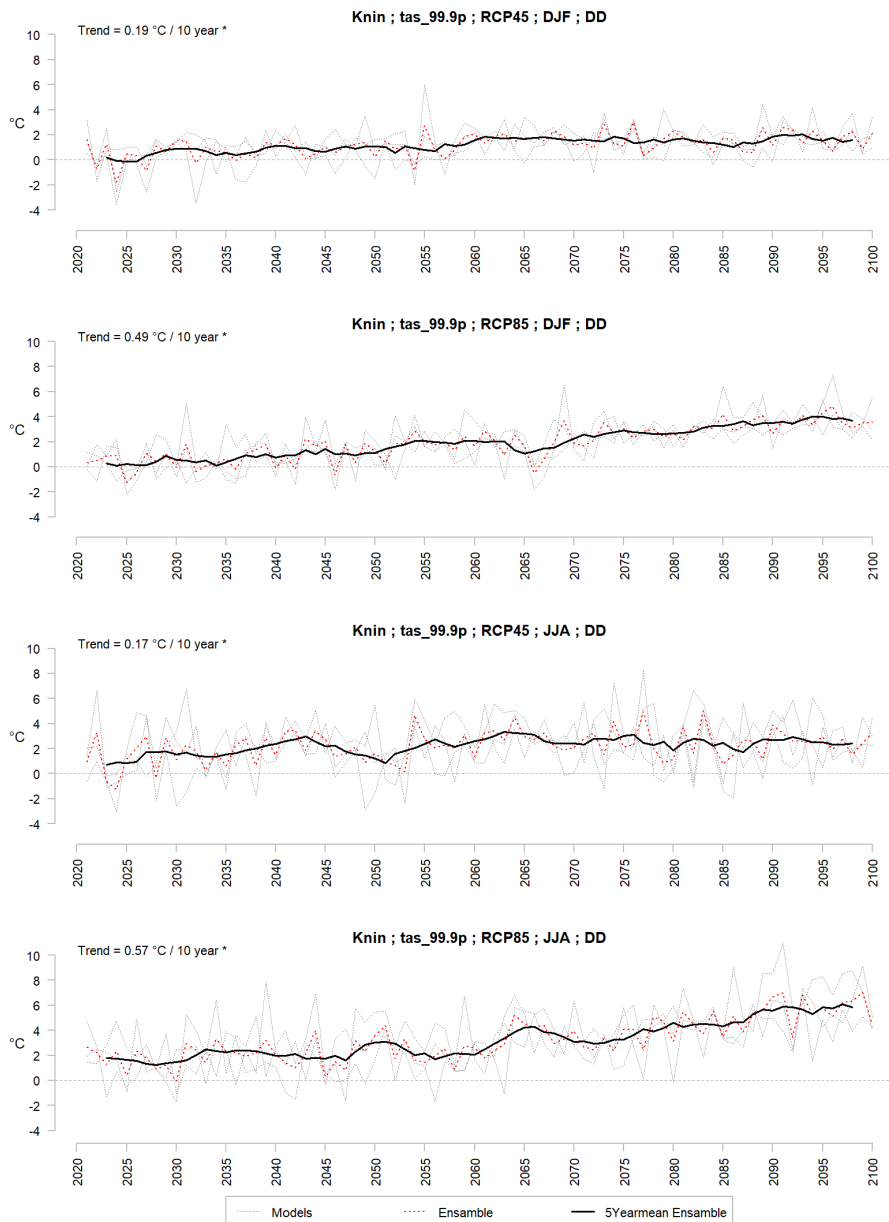 Knin ; tas_99.9p ; RCP45 ; DJF ; DD
Trend = 0.19 °C / 10 year *
10
8
6
4
°C
2
0
-2
-4
2020 2025 2030 2035 2040 2045 2050 2055 2060 2065 2070 2075 2080 2085 2090 2095 2100
Knin ; tas_99.9p ; RCP85 ; DJF ; DD
Trend = 0.49 °C / 10 year *
10
8
6
4
°C
2
0
-2
-4
2020 2025 2030 2035 2040 2045 2050 2055 2060 2065 2070 2075 2080 2085 2090 2095 2100
Knin ; tas_99.9p ; RCP45 ; JJA ; DD
Trend = 0.17 °C / 10 year *
10
8
6
4
°C
2
0
-2
-4
2020 2025 2030 2035 2040 2045 2050 2055 2060 2065 2070 2075 2080 2085 2090 2095 2100
Knin ; tas_99.9p ; RCP85 ; JJA ; DD
Trend = 0.57 °C / 10 year *
10
8
6
4
°C
2
0
-2
-4
2020 2025 2030 2035 2040 2045 2050 2055 2060 2065 2070 2075 2080 2085 2090 2095 2100
Models Ensamble 5Yearmean Ensamble